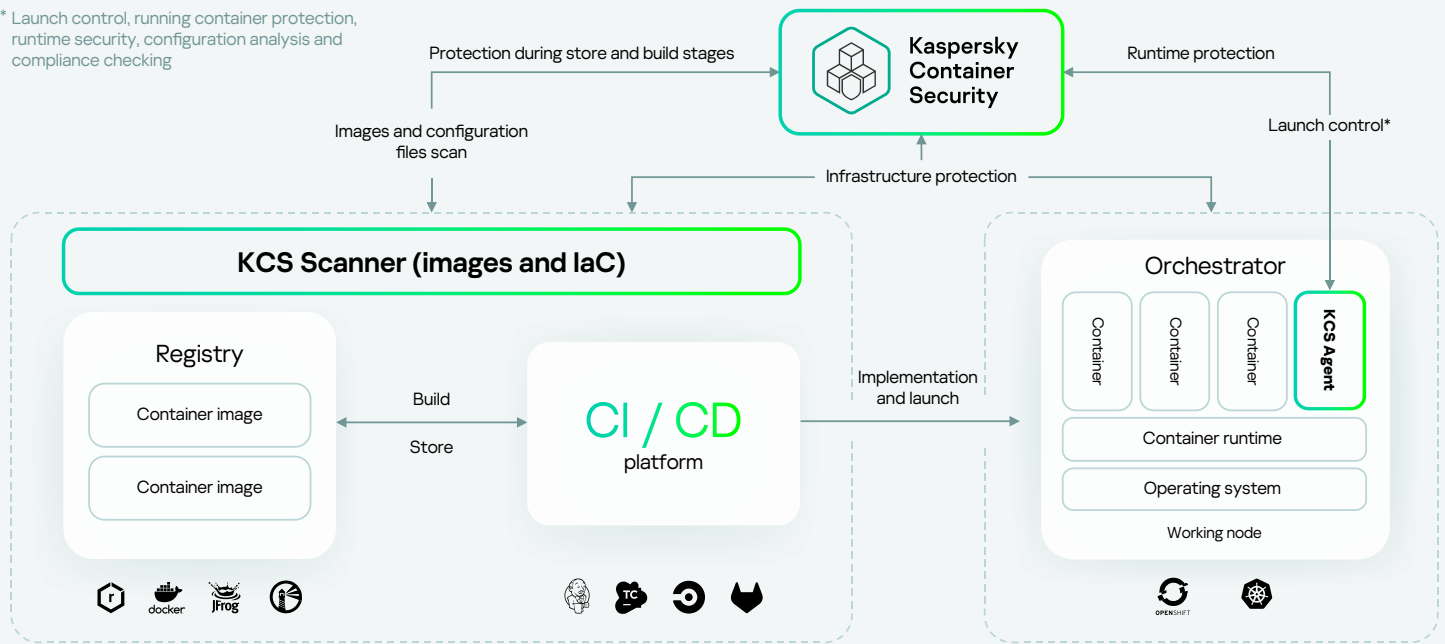 * Launch control, running container protection,
runtime security, configuration analysis and
compliance checking
Protection during store and build stages
Kaspersky
Container
Security
Runtime protection
Images and configuration
files scan
Launch control*
Infrastructure protection
KCS Scanner (images and IaC)
Registry
Container image
Container image
Build
Store
CI / CD
platform
Implementation
and launch
Orchestrator
Container
Container
Container
KCS Agent
Container runtime
Operating system
Working node
r
docker
JFrog
TC
OPENSHIFT